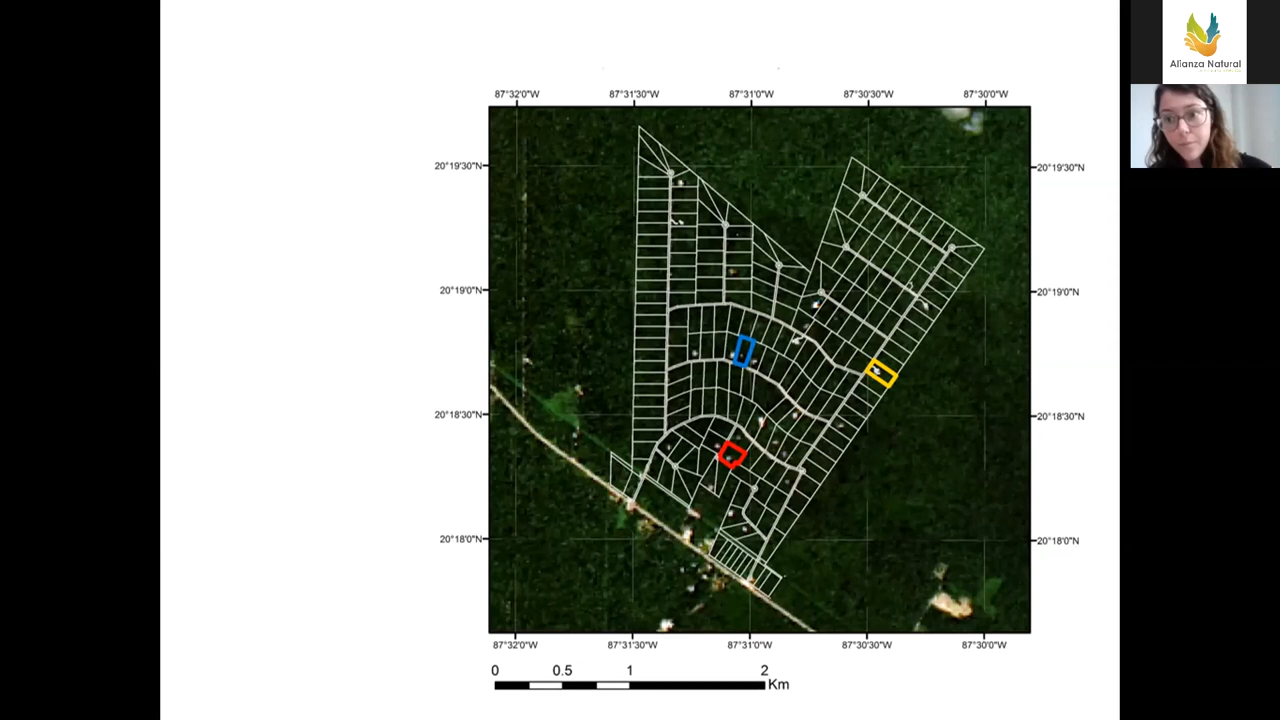 Alianza Natural
87°32'0"W 87°31'30"W 87°31'0"W 87°30'30"W 87°30'0"W
20°19'30"N 20°19'30"N
20°19'0"N 20°19'0"N
20°18'30"N 20°18'30"N
20°18'0"N 20°18'0"N
87°32'0"W 87°31'30"W 87°31'0"W 87°30'30"W 87°30'0"W
0 0.5 1 2
Km